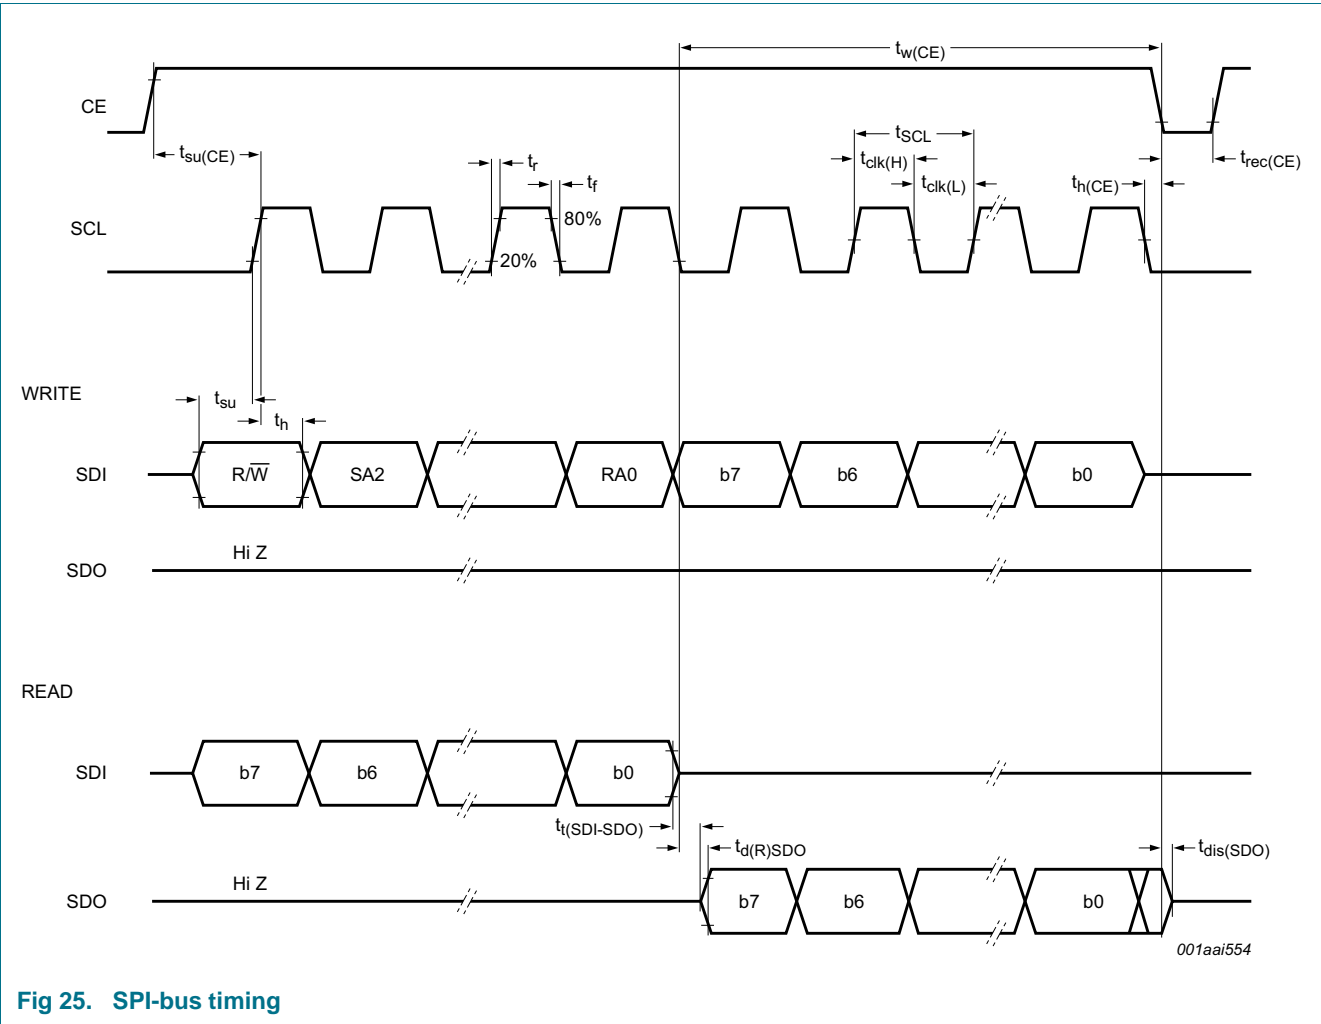 tw(CE)
CE
tSCL
tsu(CE)
tr
tclk(H)
trec(CE)
tf
tclk(L)
th(CE)
SCL
80%
20%
WRITE
tsu
th
SDI
R/W̅
SA2
RA0
b7
b6
b0
Hi Z
SDO
READ
SDI
b7
b6
b0
tt(SDI-SDO)
td(R)SDO
tdis(SDO)
Hi Z
SDO
b7
b6
b0
001aai554
Fig 25. SPI-bus timing